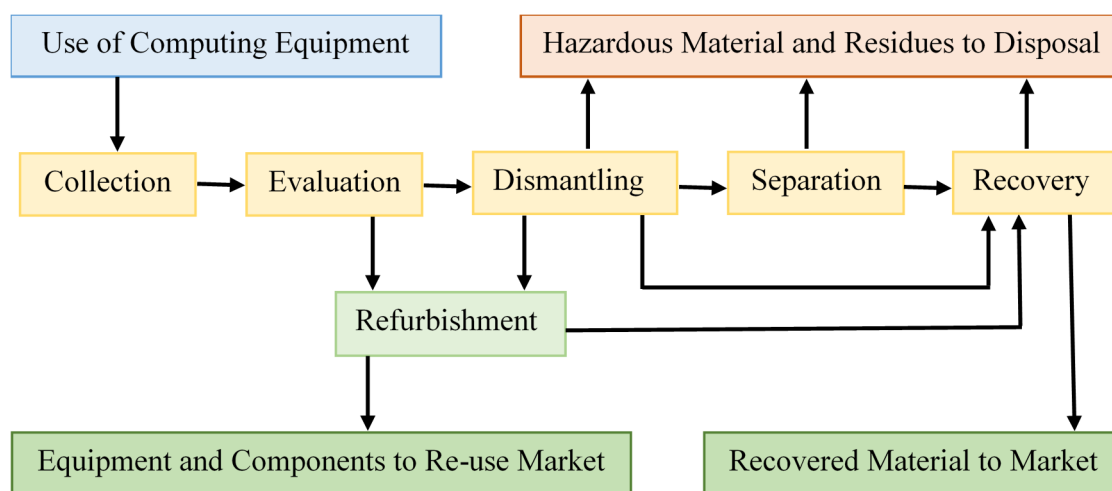 Use of Computing Equipment
Hazardous Material and Residues to Disposal
Collection
Evaluation
Dismantling
Separation
Recovery
Refurbishment
Equipment and Components to Re-use Market
Recovered Material to Market